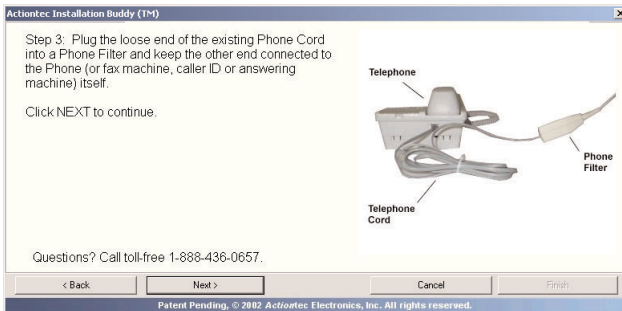 Actiontec Installation Buddy (TM)
Step 3: Plug the loose end of the existing Phone Cord
into a Phone Filter and keep the other end connected to
the Phone (or fax machine, caller ID or answering
machine) itself.
Click NEXT to continue.
Telephone
Phone
Filter
Telephone
Cord
Questions? Call toll-free 1-888-436-0657.
< Back
Next >
Cancel
Finish
Patent Pending, © 2002 Actiontec Electronics, Inc. All rights reserved.